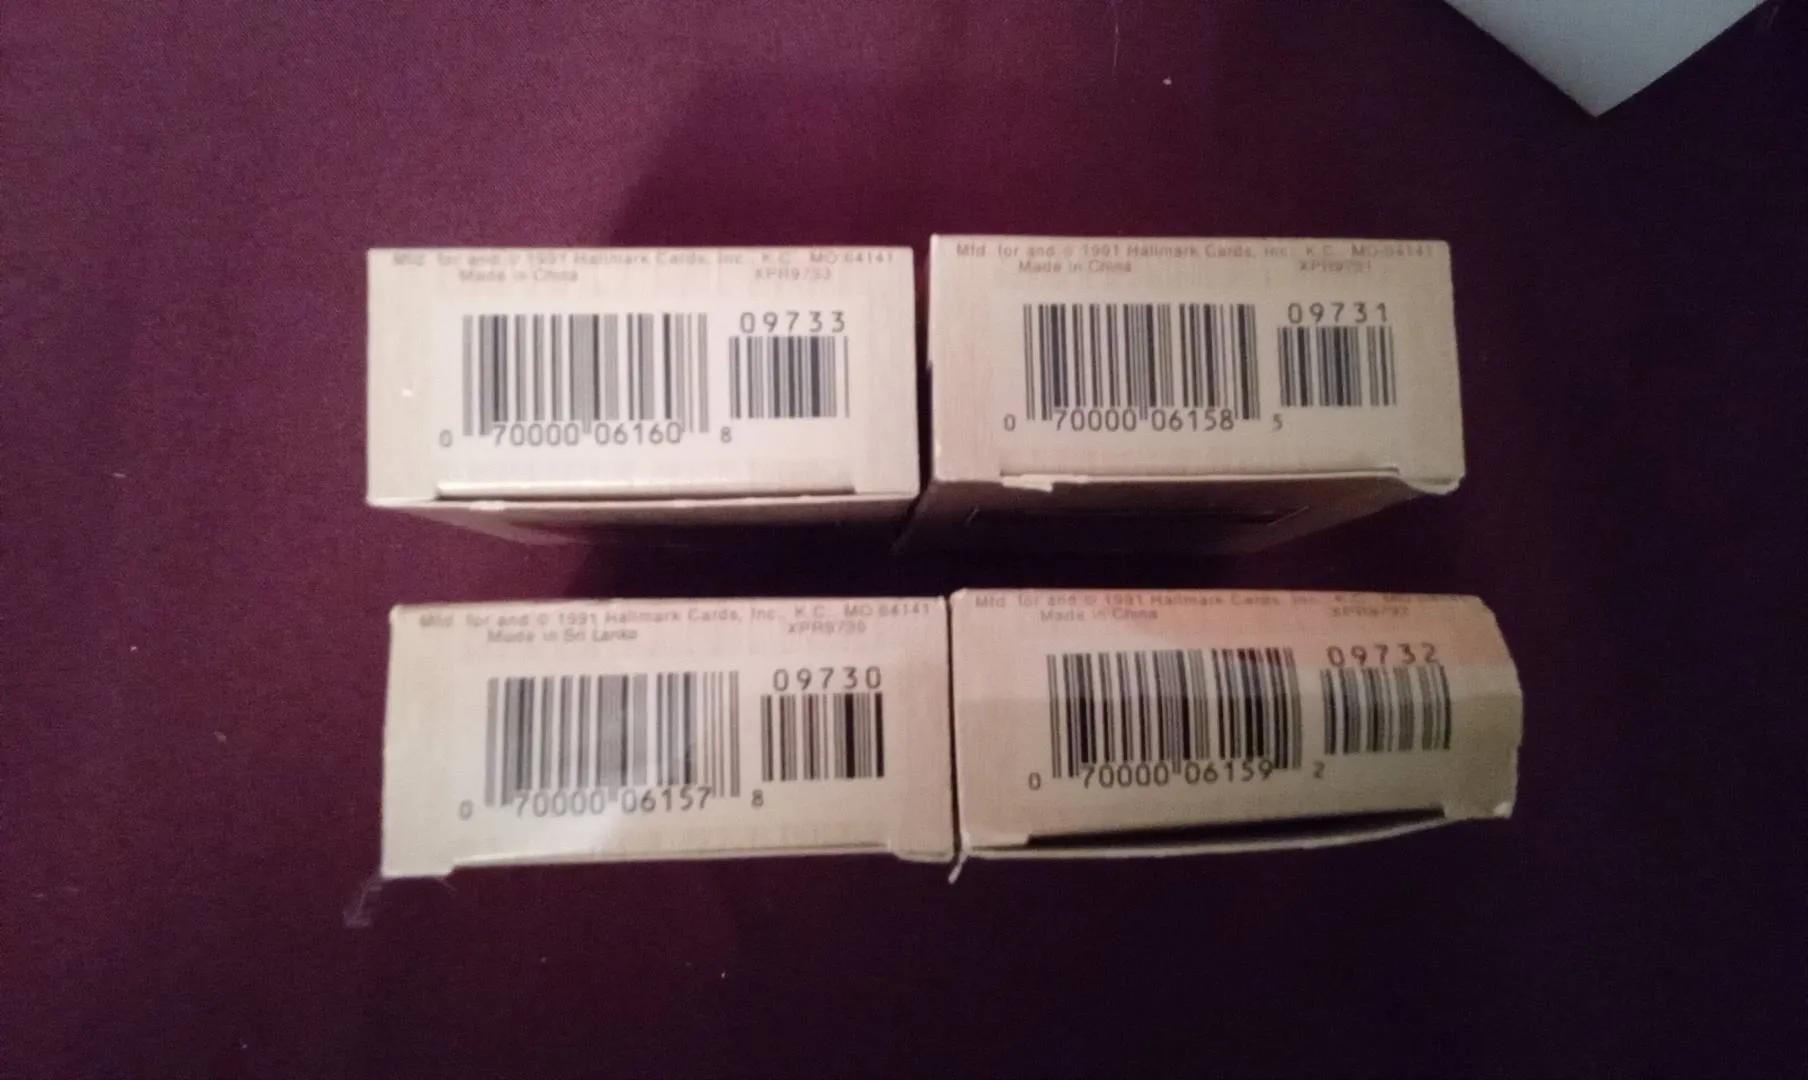 Mfd. for and © 1991 Hallmark Cards, Inc., K.C., MO 64141
Made in China XPR9733
09733
0 70000 06160 8
Mfd. for and © 1991 Hallmark Cards, Inc., K.C., MO 64141
Made in China XPR9731
09731
0 70000 06158 5
Mfd. for and © 1991 Hallmark Cards, Inc., K.C., MO 64141
Made in Sri Lanka XPR9730
09730
0 70000 06157 8
Mfd. for and © 1991 Hallmark Cards, Inc., K.C., MO 64141
Made in China XPR9732
09732
0 70000 06159 2